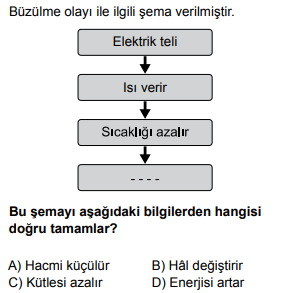 Büzülme olayı ile ilgili şema verilmiştir.
Elektrik teli
Isı verir
Sıcaklığı azalır
- - - -
Bu şemayı aşağıdaki bilgilerden hangisi
doğru tamamlar?
A) Hacmi küçülür B) Hâl değiştirir
C) Kütlesi azalır D) Enerjisi artar